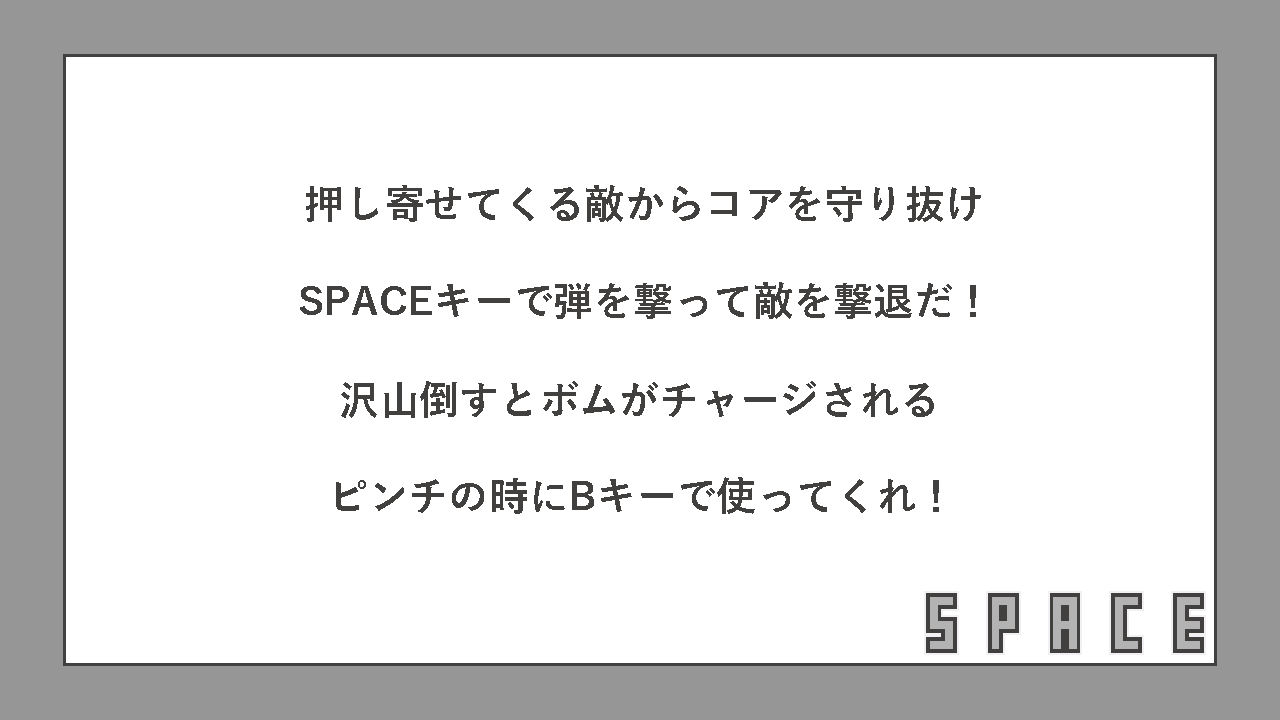 押し寄せてくる敵からコアを守り抜け
SPACEキーで弾を撃って敵を撃退だ！
沢山倒すとボムがチャージされる
ピンチの時にBキーで使ってくれ！
SPACE